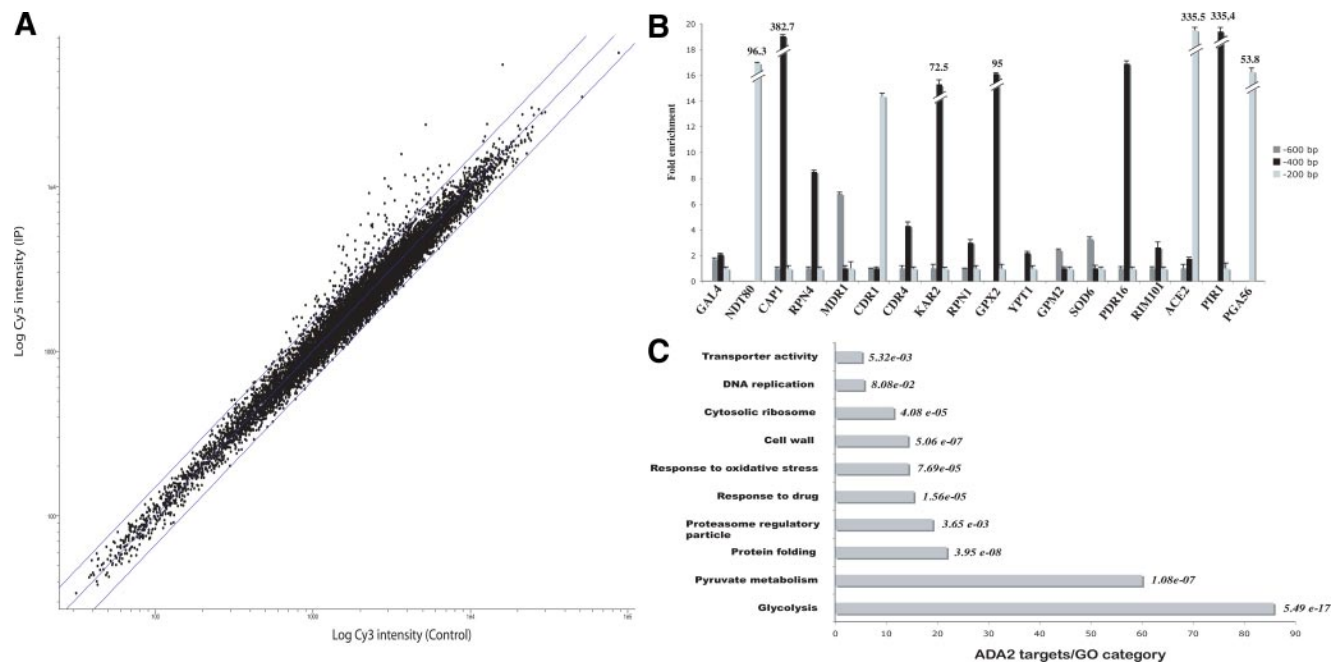 A
Log Cy5 intensity (IP)
Log Cy3 intensity (Control)
B
Fold enrichment
20
18
16
14
12
10
8
6
4
2
0
96.3
382.7
72.5
95
335.5
335,4
53.8
-600 bp
-400 bp
-200 bp
GAL4
NDT80
CAP1
RPN4
MDR1
CDR1
CDR4
KAR2
RPN1
GPX2
YPT1
GPM2
SOD6
PDR16
RIM101
ACE2
PIR1
PGA56
C
Transporter activity 5.32e-03
DNA replication 8.08e-02
Cytosolic ribosome 4.08 e-05
Cell wall 5.06 e-07
Response to oxidative stress 7.69e-05
Response to drug 1.56e-05
Proteasome regulatory
particle
3.65 e-03
Protein folding 3.95 e-08
Pyruvate metabolism 1.08e-07
Glycolysis 5.49 e-17
0 10 20 30 40 50 60 70 80 90
ADA2 targets/GO category